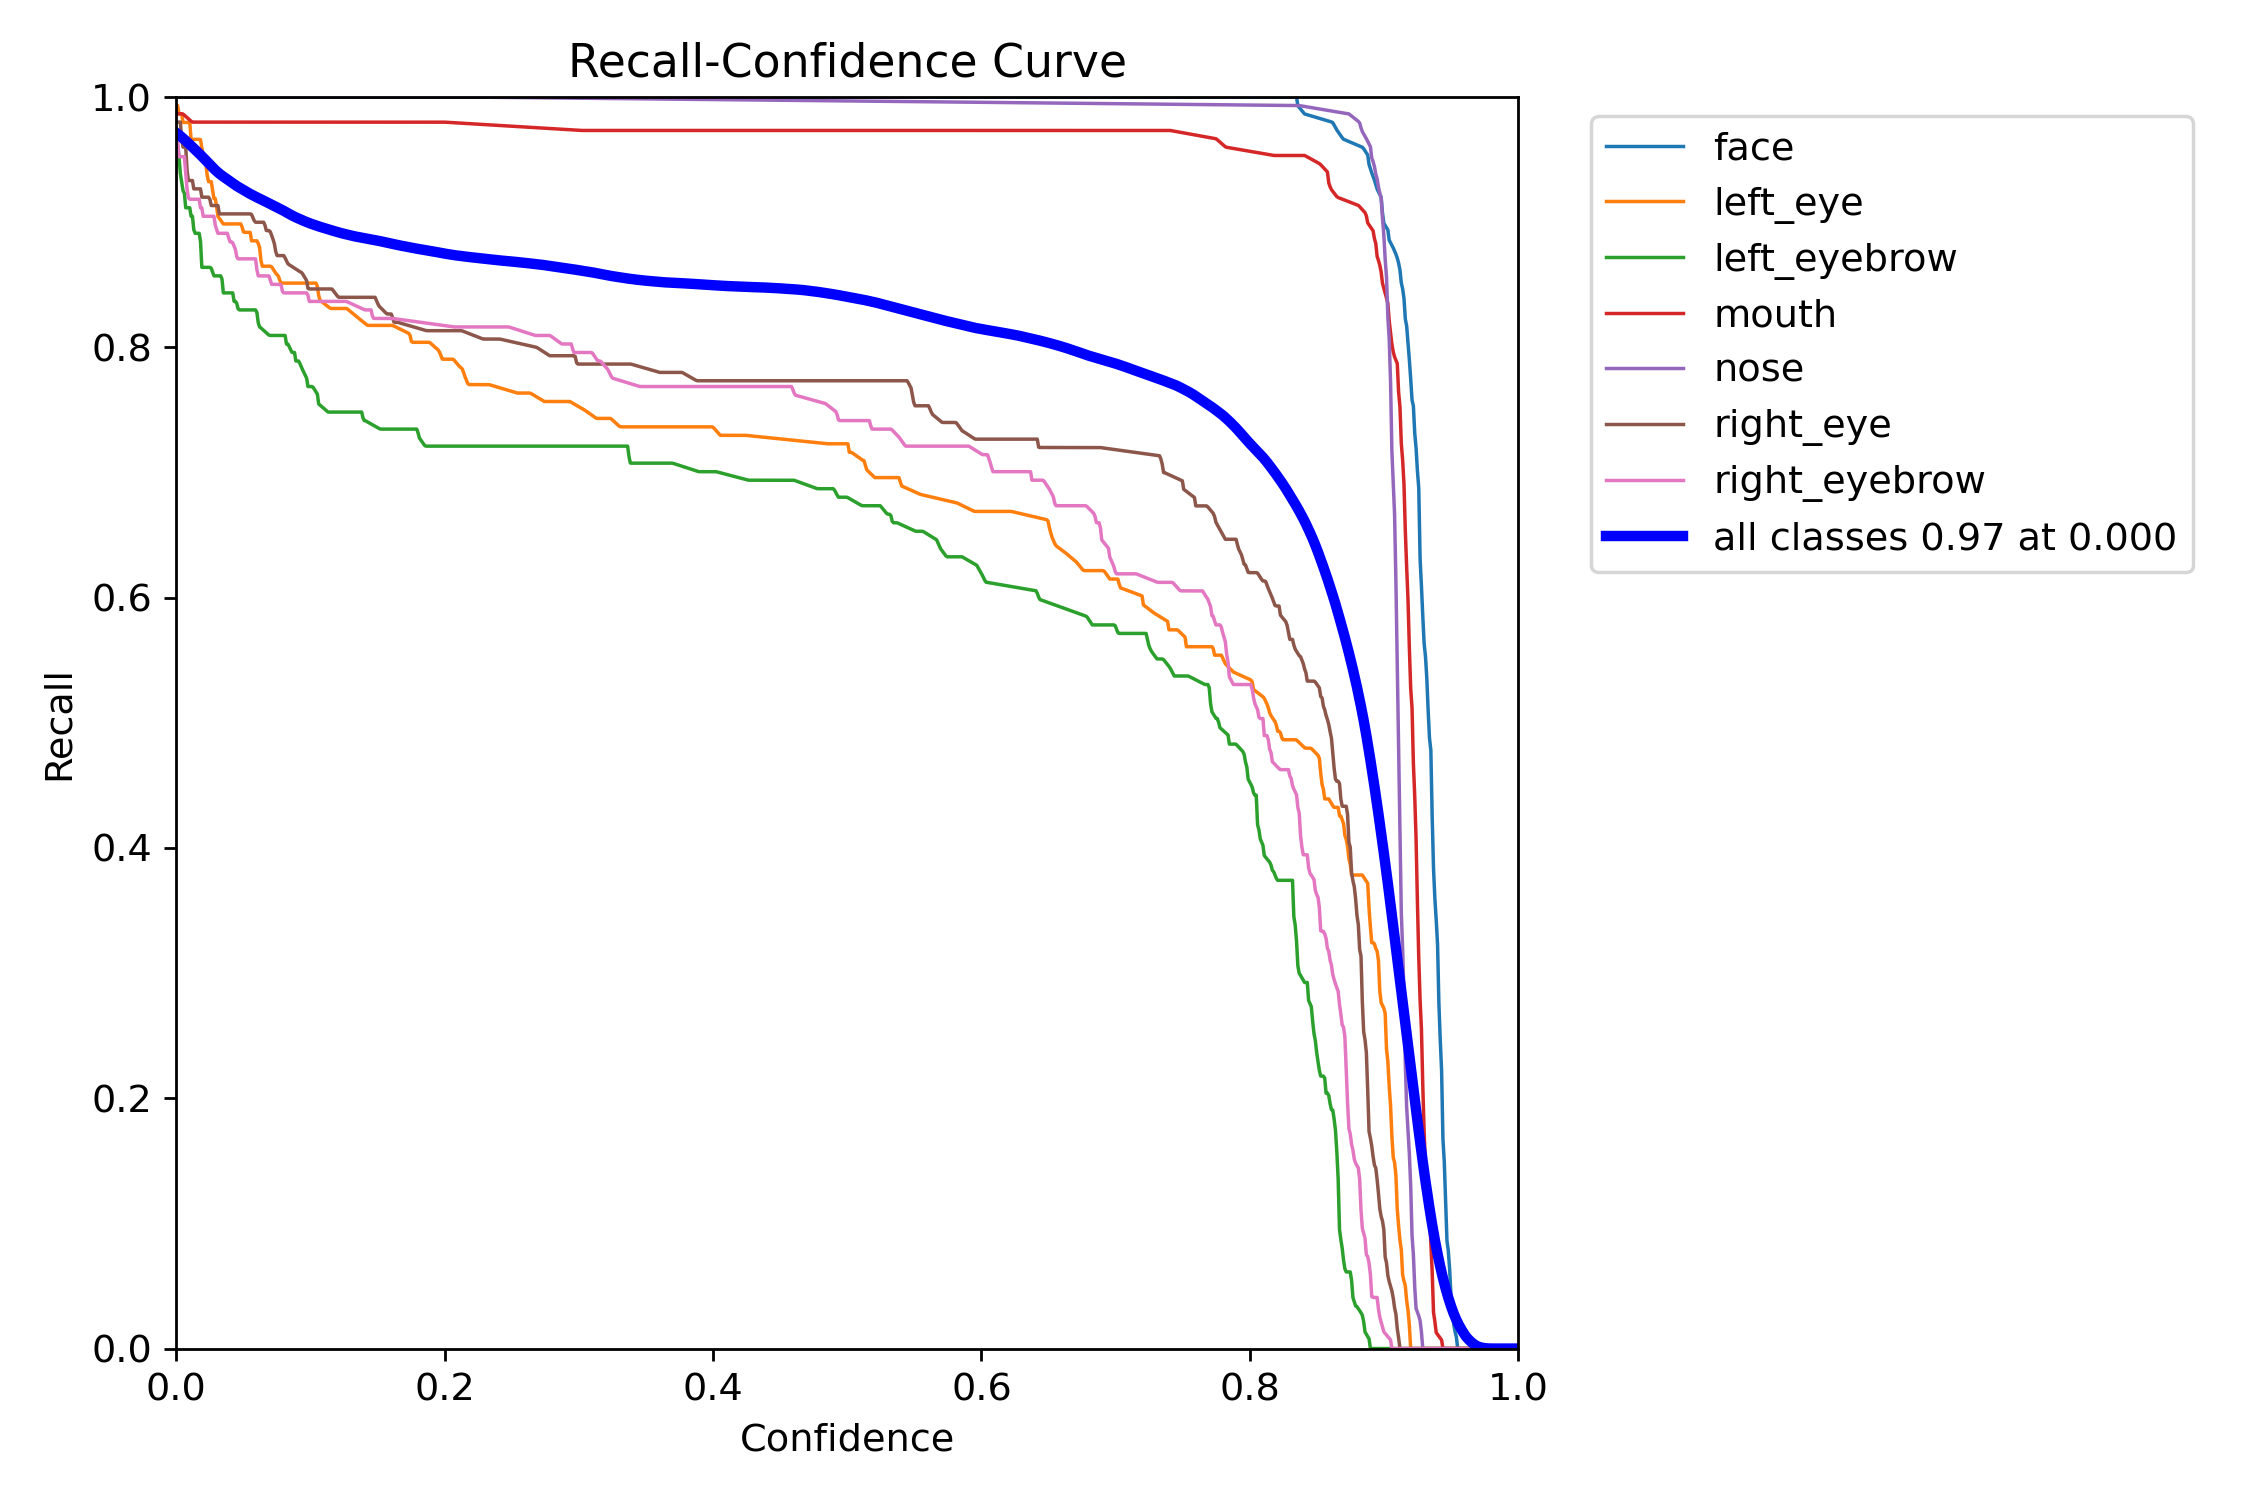 Recall-Confidence Curve
1.0
0.8
0.6
0.4
0.2
0.0
Recall
0.0 0.2 0.4 0.6 0.8 1.0
Confidence
face
left_eye
left_eyebrow
mouth
nose
right_eye
right_eyebrow
all classes 0.97 at 0.000